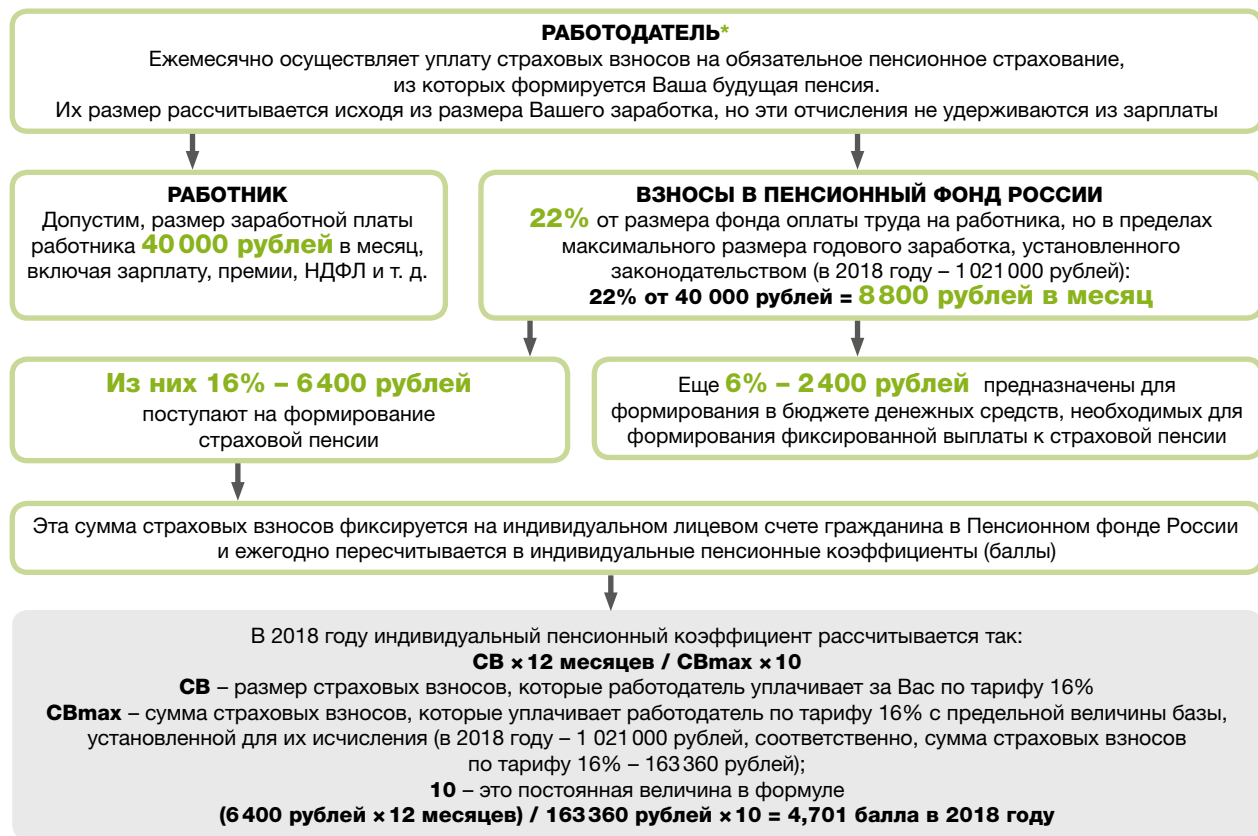 РАБОТОДАТЕЛЬ*
Ежемесячно осуществляет уплату страховых взносов на обязательное пенсионное страхование,
из которых формируется Ваша будущая пенсия.
Их размер рассчитывается исходя из размера Вашего заработка, но эти отчисления не удерживаются из зарплаты
РАБОТНИК
Допустим, размер заработной платы
работника 40 000 рублей в месяц,
включая зарплату, премии, НДФЛ и т. д.
ВЗНОСЫ В ПЕНСИОННЫЙ ФОНД РОССИИ
22% от размера фонда оплаты труда на работника, но в пределах
максимального размера годового заработка, установленного
законодательством (в 2018 году – 1 021 000 рублей):
22% от 40 000 рублей = 8 800 рублей в месяц
Из них 16% – 6 400 рублей
поступают на формирование
страховой пенсии
Еще 6% – 2 400 рублей предназначены для
формирования в бюджете денежных средств, необходимых для
формирования фиксированной выплаты к страховой пенсии
Эта сумма страховых взносов фиксируется на индивидуальном лицевом счете гражданина в Пенсионном фонде России
и ежегодно пересчитывается в индивидуальные пенсионные коэффициенты (баллы)
В 2018 году индивидуальный пенсионный коэффициент рассчитывается так:
СВ × 12 месяцев / СВmax × 10
СВ – размер страховых взносов, которые работодатель уплачивает за Вас по тарифу 16%
СВmax – сумма страховых взносов, которые уплачивает работодатель по тарифу 16% с предельной величины базы,
установленной для их исчисления (в 2018 году – 1 021 000 рублей, соответственно, сумма страховых взносов
по тарифу 16% – 163 360 рублей);
10 – это постоянная величина в формуле
(6 400 рублей × 12 месяцев) / 163 360 рублей × 10 = 4,701 балла в 2018 году